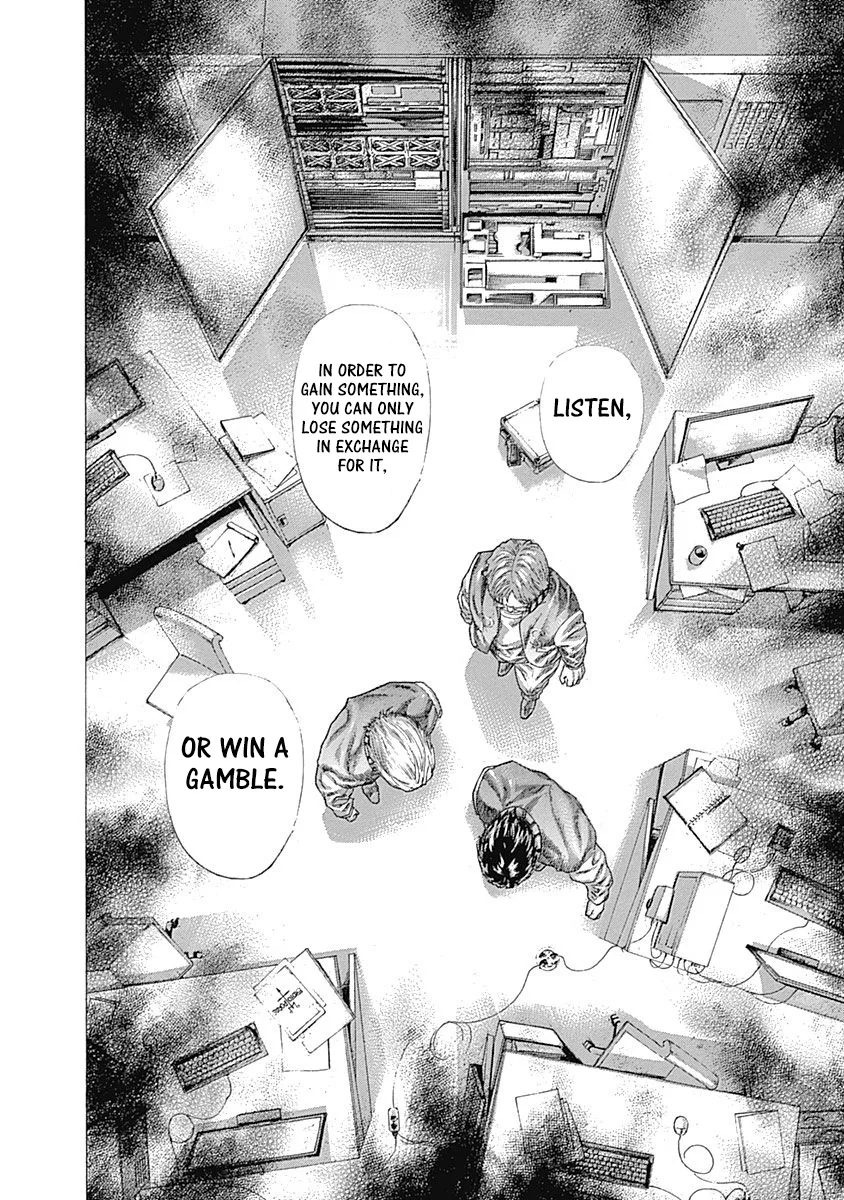 LISTEN,
IN ORDER TO
GAIN SOMETHING,
YOU CAN ONLY
LOSE SOMETHING
IN EXCHANGE
FOR IT,
OR WIN A
GAMBLE.